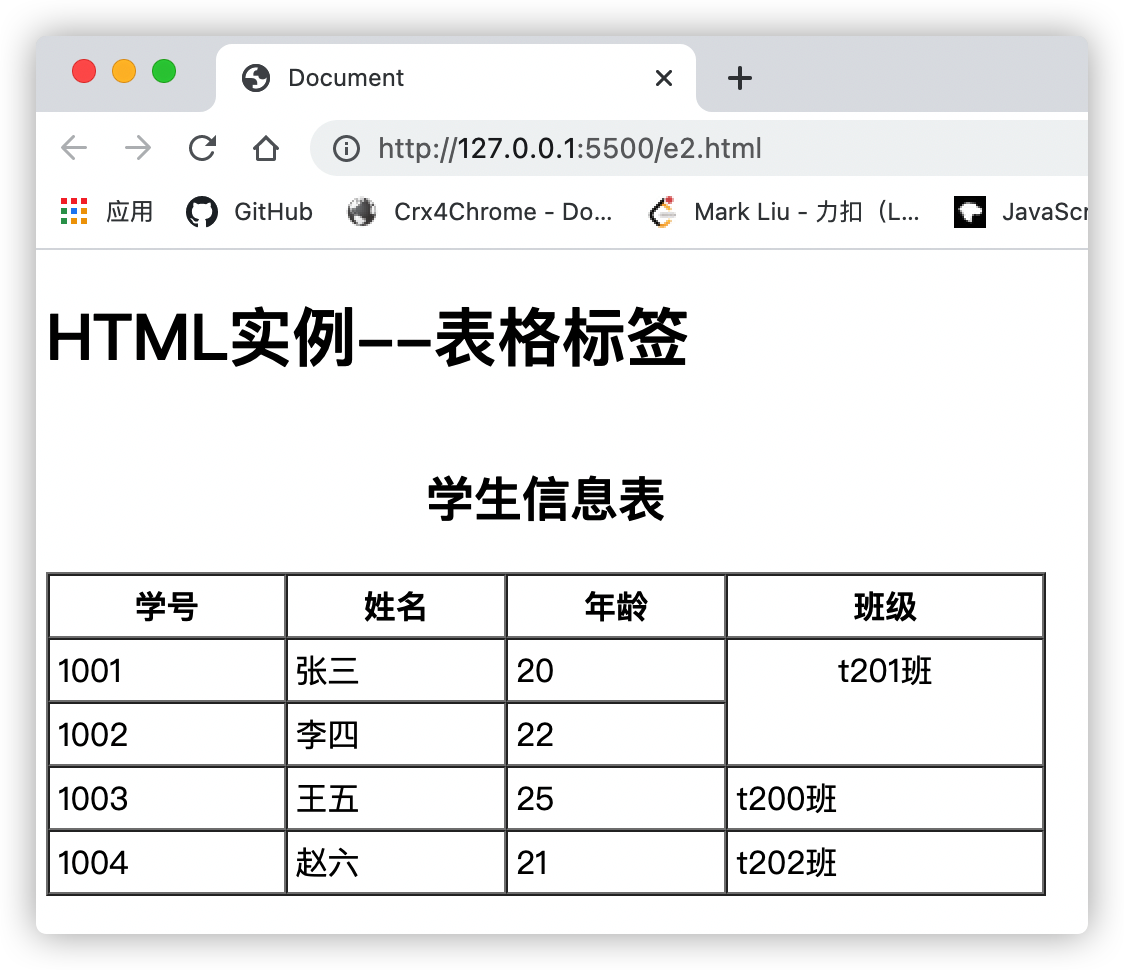 Document
http://127.0.0.1:5500/e2.html
应用 GitHub Crx4Chrome - Do... Mark Liu - 力扣（L... JavaScr
HTML实例--表格标签
学生信息表
学号 姓名 年龄 班级
1001 张三 20 t201班
1002 李四 22
1003 王五 25 t200班
1004 赵六 21 t202班